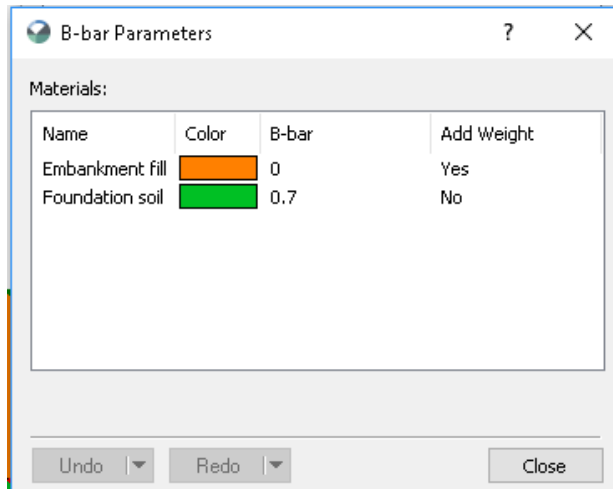 B-bar Parameters ?
Materials:
Name Color B-bar Add Weight
Embankment fill 0 Yes
Foundation soil 0.7 No
Undo Redo Close